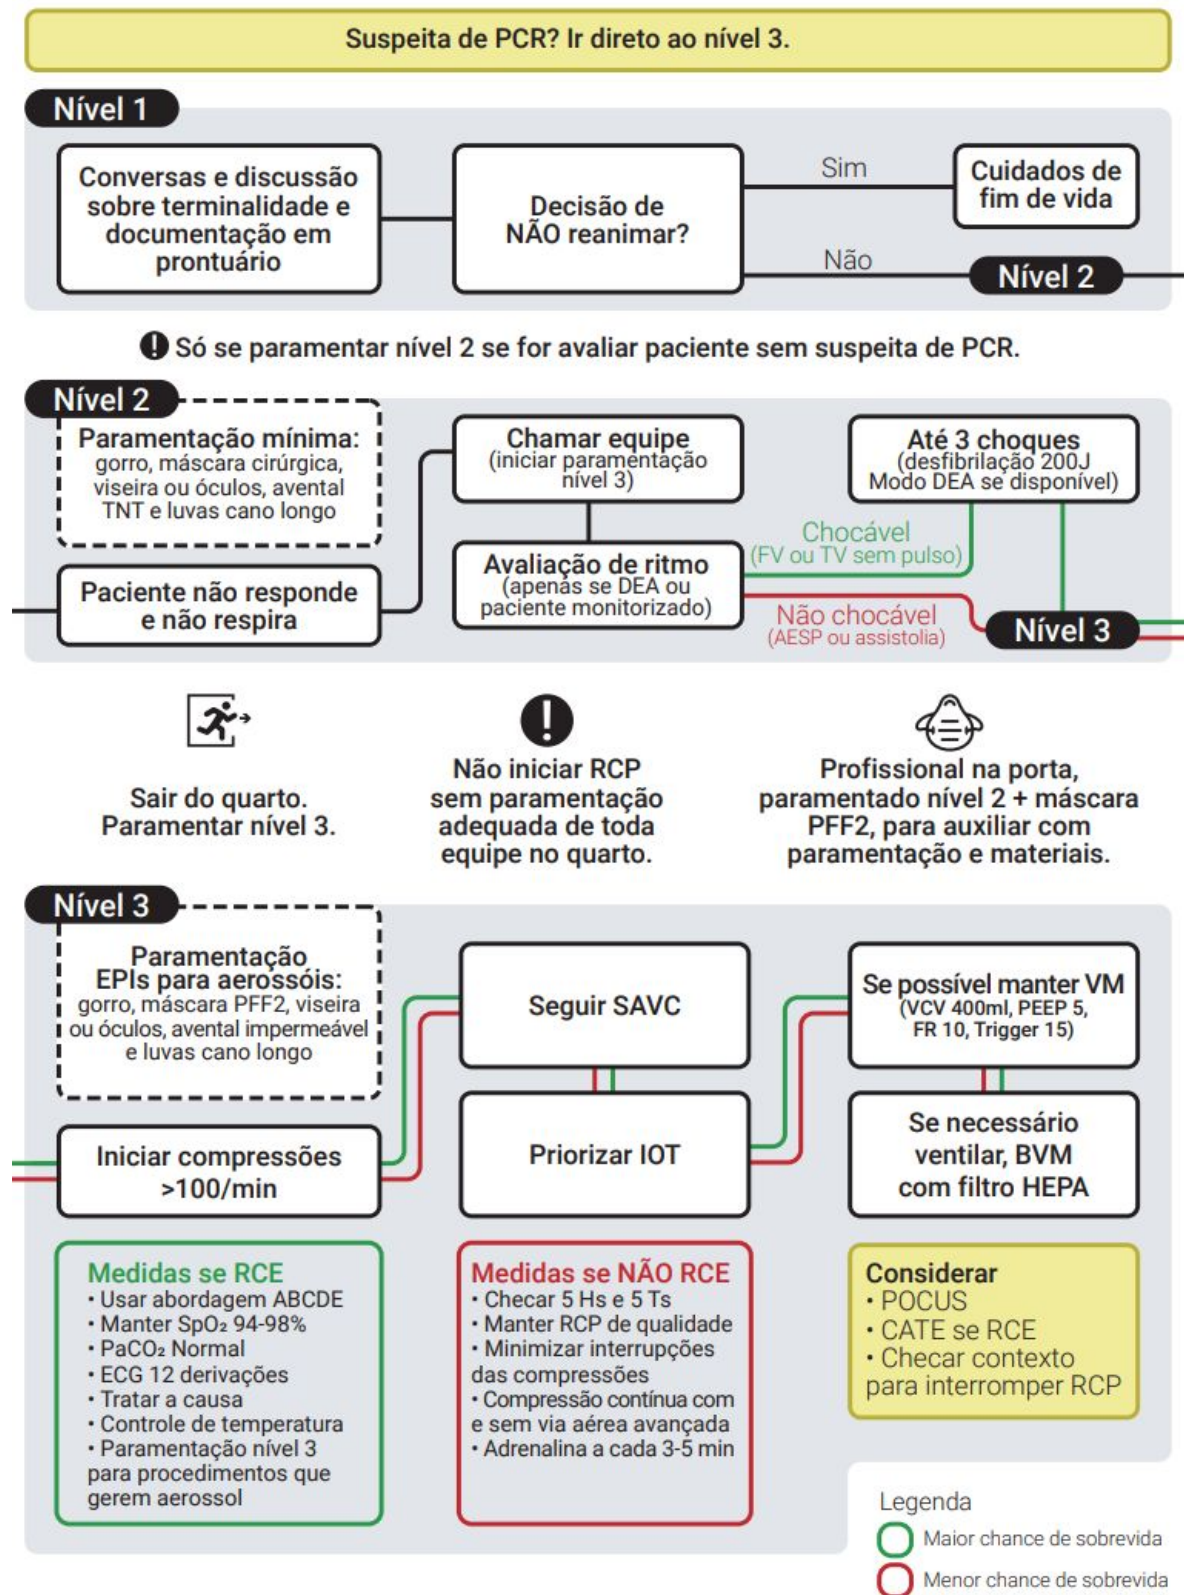 Suspeita de PCR? Ir direto ao nível 3.
Nível 1
Conversas e discussão
sobre terminalidade e
documentação em
prontuário
Decisão de
NÃO reanimar?
Sim
Cuidados de
fim de vida
Não
Nível 2
! Só se paramentar nível 2 se for avaliar paciente sem suspeita de PCR.
Nível 2
Paramentação mínima:
gorro, máscara cirúrgica,
viseira ou óculos, avental
TNT e luvas cano longo
Paciente não responde
e não respira
Chamar equipe
(iniciar paramentação
nível 3)
Avaliação de ritmo
(apenas se DEA ou
paciente monitorizado)
Chocável
(FV ou TV sem pulso)
Não chocável
(AESP ou assistolia)
Até 3 choques
(desfibrilação 200J
Modo DEA se disponível)
Nível 3
Sair do quarto.
Paramentar nível 3.
!
Não iniciar RCP
sem paramentação
adequada de toda
equipe no quarto.
Profissional na porta,
paramentado nível 2 + máscara
PFF2, para auxiliar com
paramentação e materiais.
Nível 3
Paramentação
EPIs para aerossóis:
gorro, máscara PFF2, viseira
ou óculos, avental impermeável
e luvas cano longo
Iniciar compressões
>100/min
Seguir SAVC
Priorizar IOT
Se possível manter VM
(VCV 400ml, PEEP 5,
FR 10, Trigger 15)
Se necessário
ventilar, BVM
com filtro HEPA
Medidas se RCE
• Usar abordagem ABCDE
• Manter SpO₂ 94-98%
• PaCO₂ Normal
• ECG 12 derivações
• Tratar a causa
• Controle de temperatura
• Paramentação nível 3
para procedimentos que
gerem aerossol
Medidas se NÃO RCE
• Checar 5 Hs e 5 Ts
• Manter RCP de qualidade
• Minimizar interrupções
das compressões
• Compressão contínua com
e sem via aérea avançada
• Adrenalina a cada 3-5 min
Considerar
• POCUS
• CATE se RCE
• Checar contexto
para interromper RCP
Legenda
Maior chance de sobrevida
Menor chance de sobrevida